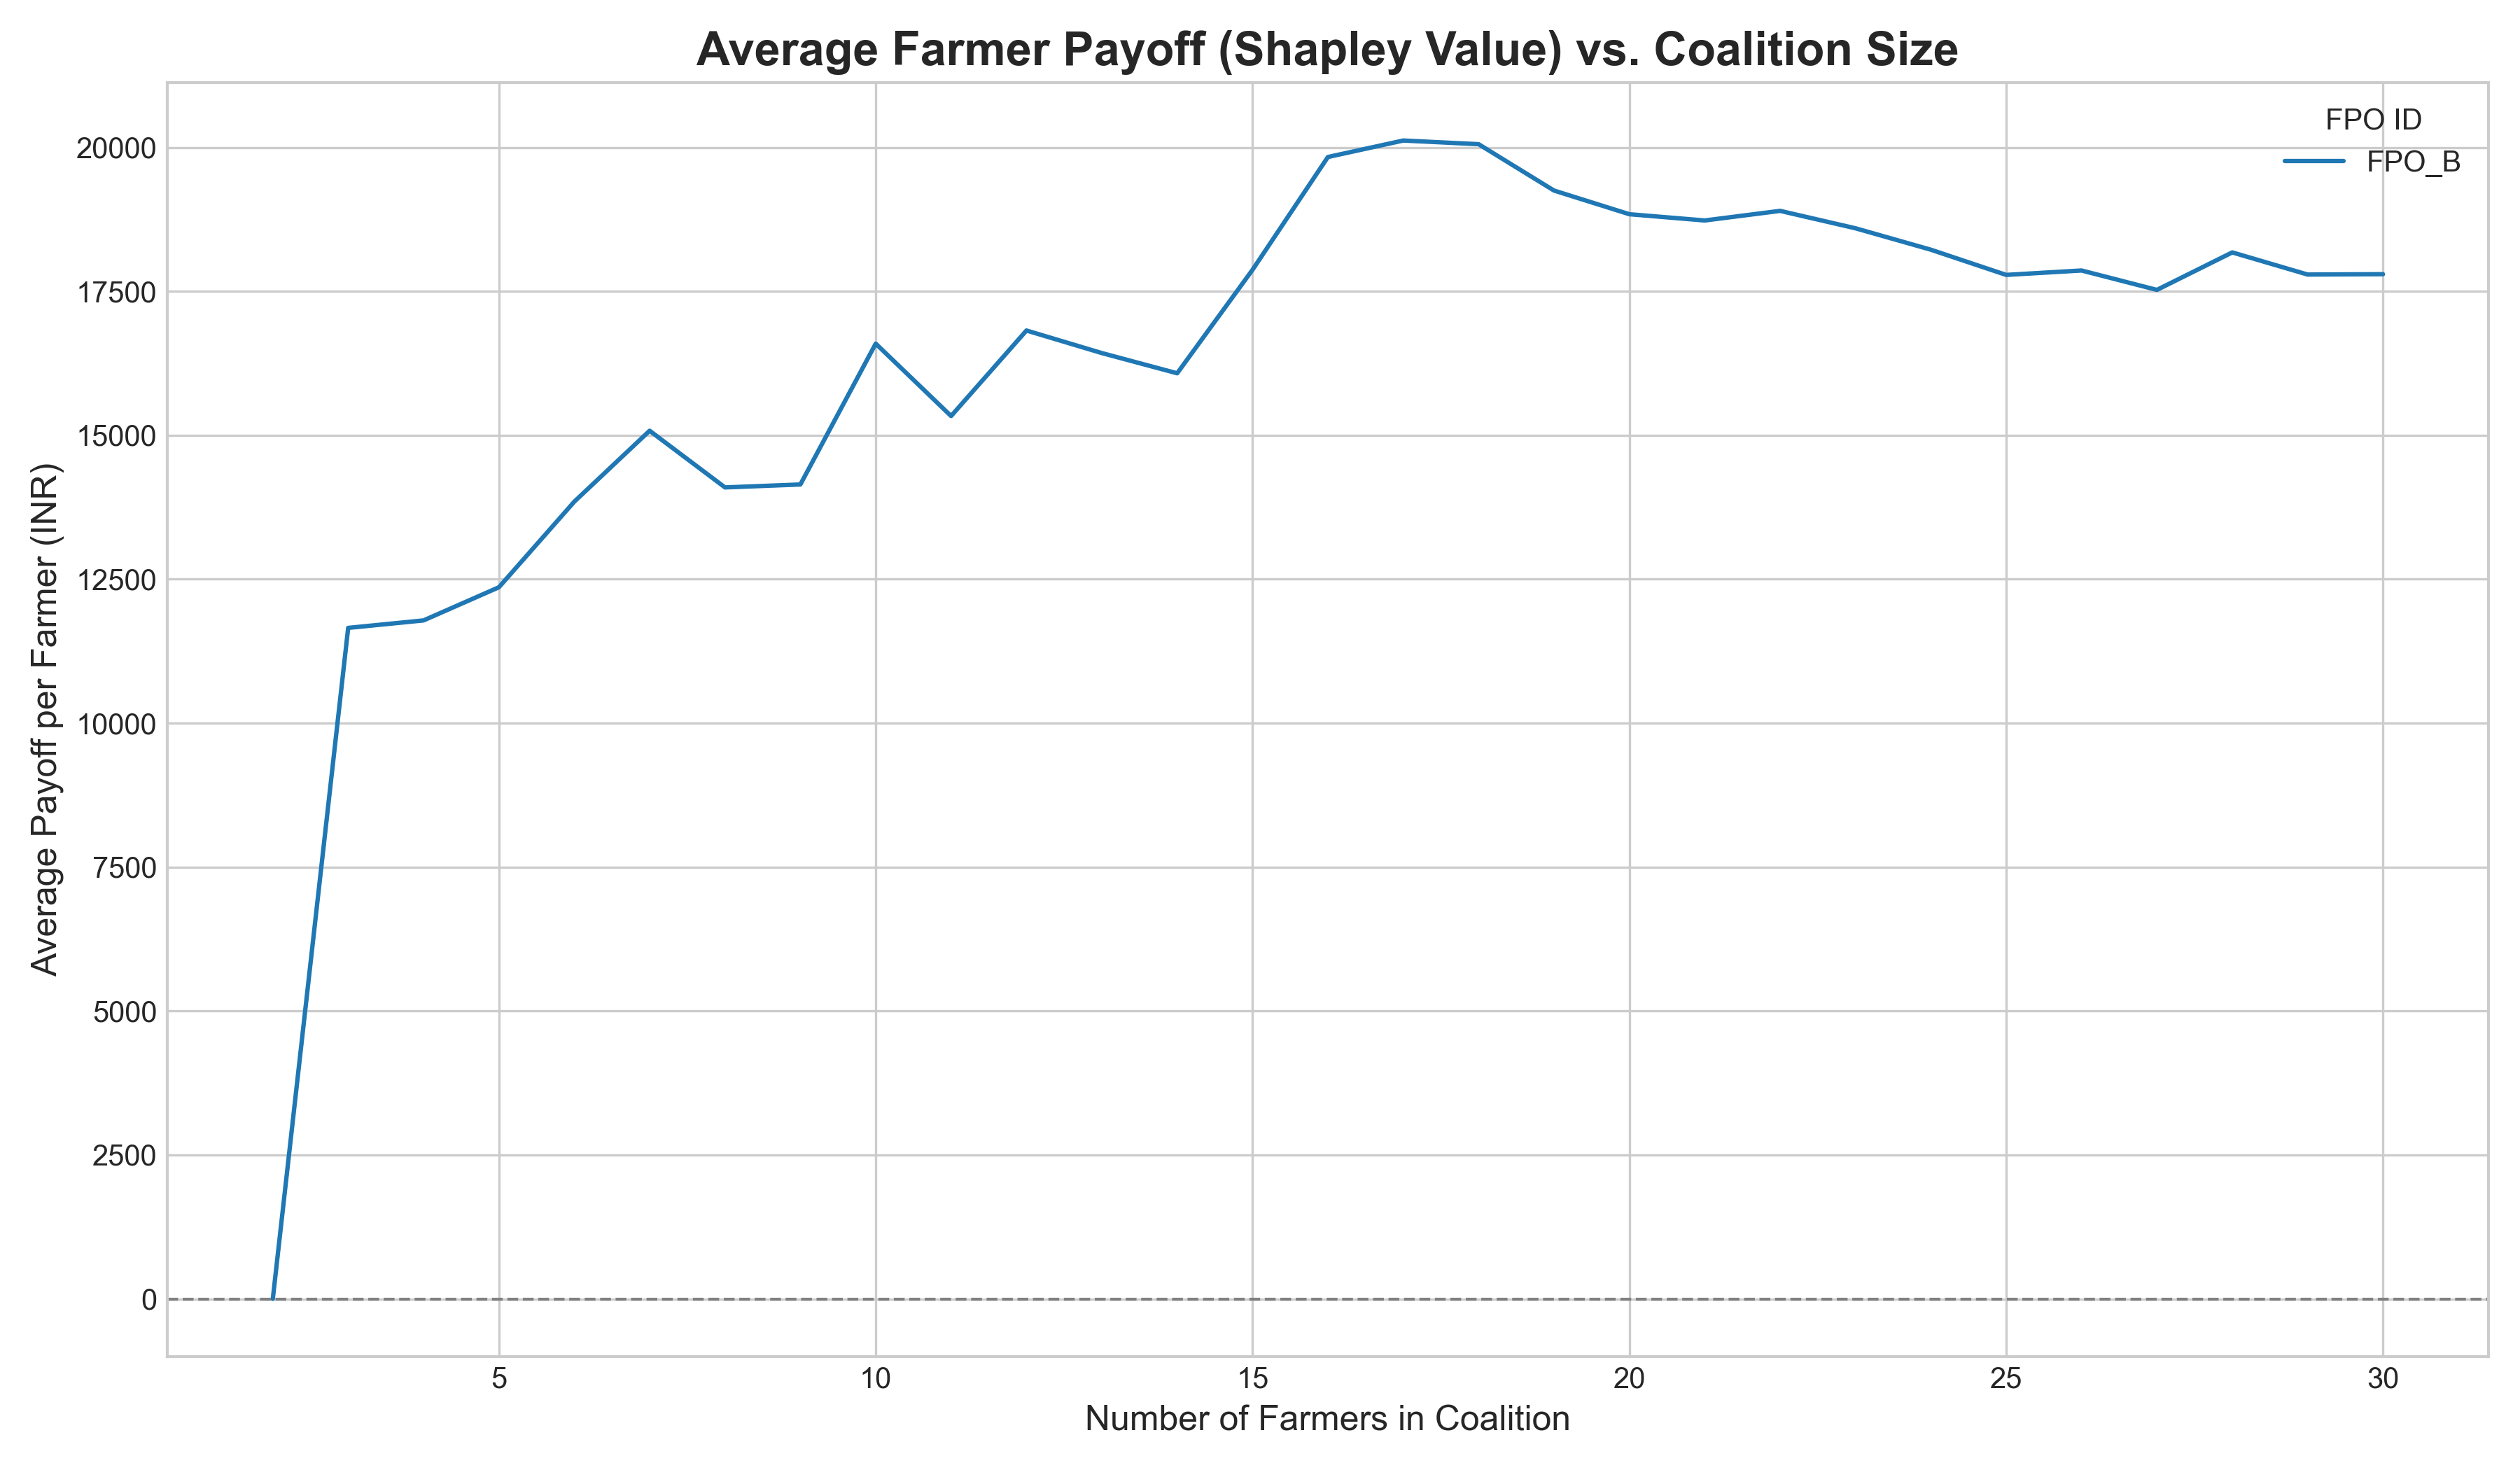 Average Farmer Payoff (Shapley Value) vs. Coalition Size
FPO ID
FPO_B
Average Payoff per Farmer (INR)
20000
17500
15000
12500
10000
7500
5000
2500
0
5 10 15 20 25 30
Number of Farmers in Coalition